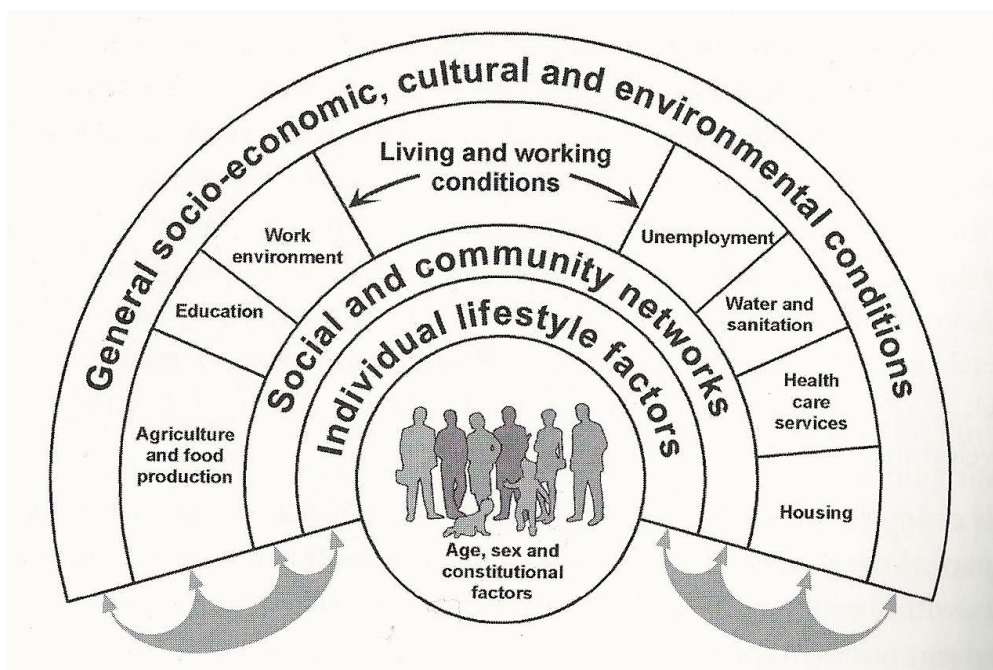 General socio-economic, cultural and environmental conditions
Living and working
conditions
Agriculture
and food
production
Education
Work
environment
Unemployment
Water and
sanitation
Health
care
services
Housing
Social and community networks
Individual lifestyle factors
Age, sex and
constitutional
factors